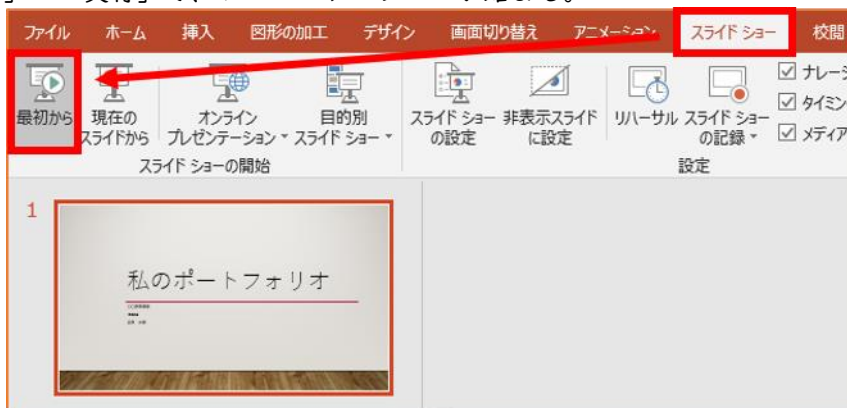 ファイル ホーム 挿入 図形の加工 デザイン 画面切り替え アニメーション スライド ショー 校閲
最初から 現在の オンライン 目的別 スライド ショー 非表示スライド リハーサル スライド ショー
スライドから プレゼンテーション スライド ショー の設定 に設定 の記録
ナレーシ
タイミン
メディア
スライド ショーの開始 設定
1
私のポートフォリオ